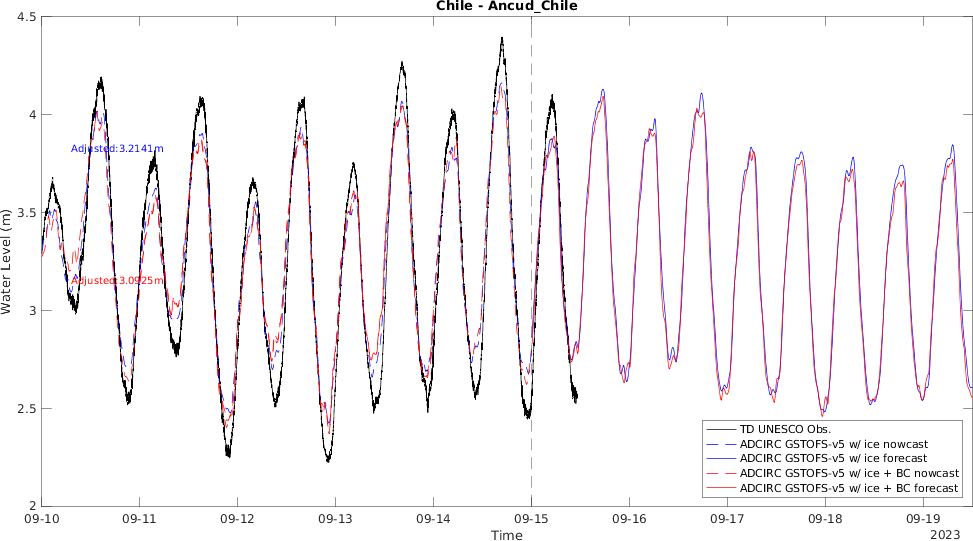 Chile - Ancud_Chile
4.5
4
3.5
3
2.5
2
Water Level (m)
Adjusted:3.2141m
Adjusted:3.0925m
TD UNESCO Obs.
ADCIRC GSTOFS-v5 w/ ice nowcast
ADCIRC GSTOFS-v5 w/ ice forecast
ADCIRC GSTOFS-v5 w/ ice + BC nowcast
ADCIRC GSTOFS-v5 w/ ice + BC forecast
09-10 09-11 09-12 09-13 09-14 09-15 09-16 09-17 09-18 09-19
Time
2023